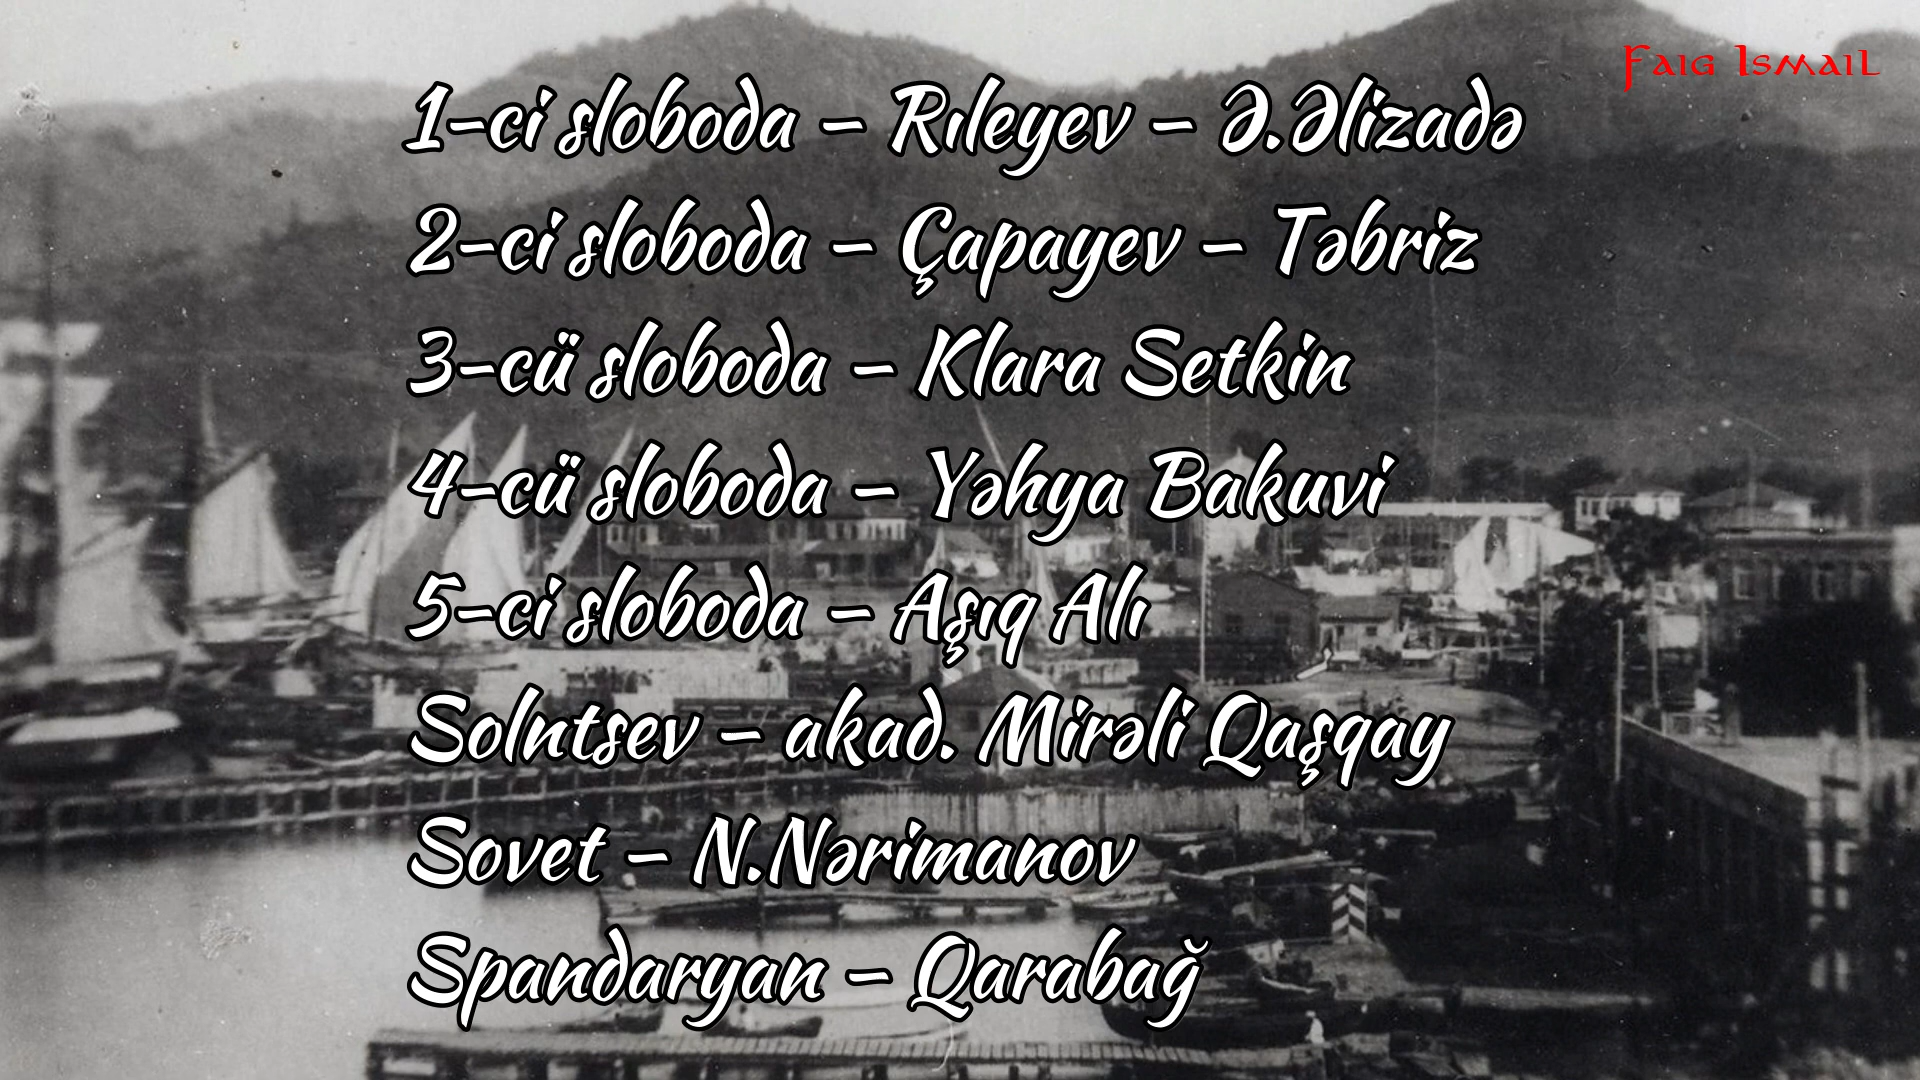 Faig Ismail
1-ci sloboda – Rıleyev – Ə.Əlizadə
2-ci sloboda – Çapayev – Təbriz
3-cü sloboda – Klara Setkin
4-cü sloboda – Yəhya Bakuvi
5-ci sloboda – Aşıq Alı
Solntsev – akad. Mirəli Qaşqay
Sovet – N.Nərimanov
Spandaryan – Qarabağ